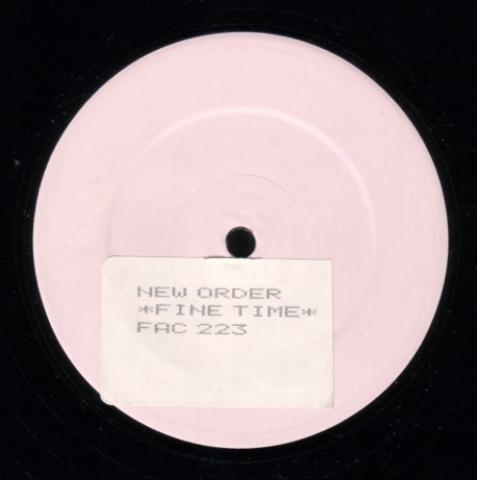 NEW ORDER
*FINE TIME*
FAC 223